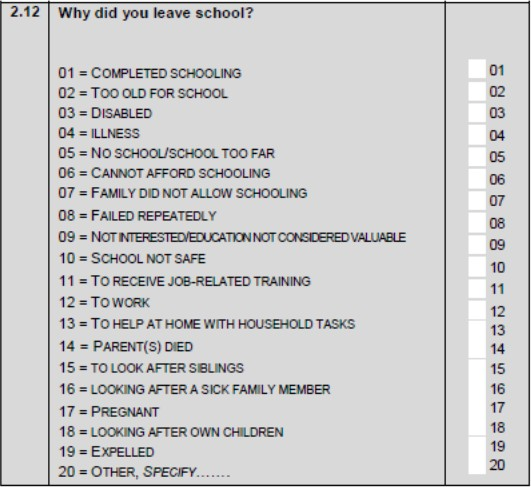 2.12 Why did you leave school?
01 = COMPLETED SCHOOLING 01
02 = TOO OLD FOR SCHOOL 02
03 = DISABLED 03
04 = ILLNESS 04
05 = NO SCHOOL/SCHOOL TOO FAR 05
06 = CANNOT AFFORD SCHOOLING 06
07 = FAMILY DID NOT ALLOW SCHOOLING 07
08 = FAILED REPEATEDLY 08
09 = NOT INTERESTED/EDUCATION NOT CONSIDERED VALUABLE 09
10 = SCHOOL NOT SAFE 10
11 = TO RECEIVE JOB-RELATED TRAINING 11
12 = TO WORK 12
13 = TO HELP AT HOME WITH HOUSEHOLD TASKS 13
14 = PARENT(S) DIED 14
15 = TO LOOK AFTER SIBLINGS 15
16 = LOOKING AFTER A SICK FAMILY MEMBER 16
17 = PREGNANT 17
18 = LOOKING AFTER OWN CHILDREN 18
19 = EXPELLED 19
20 = OTHER, SPECIFY....... 20